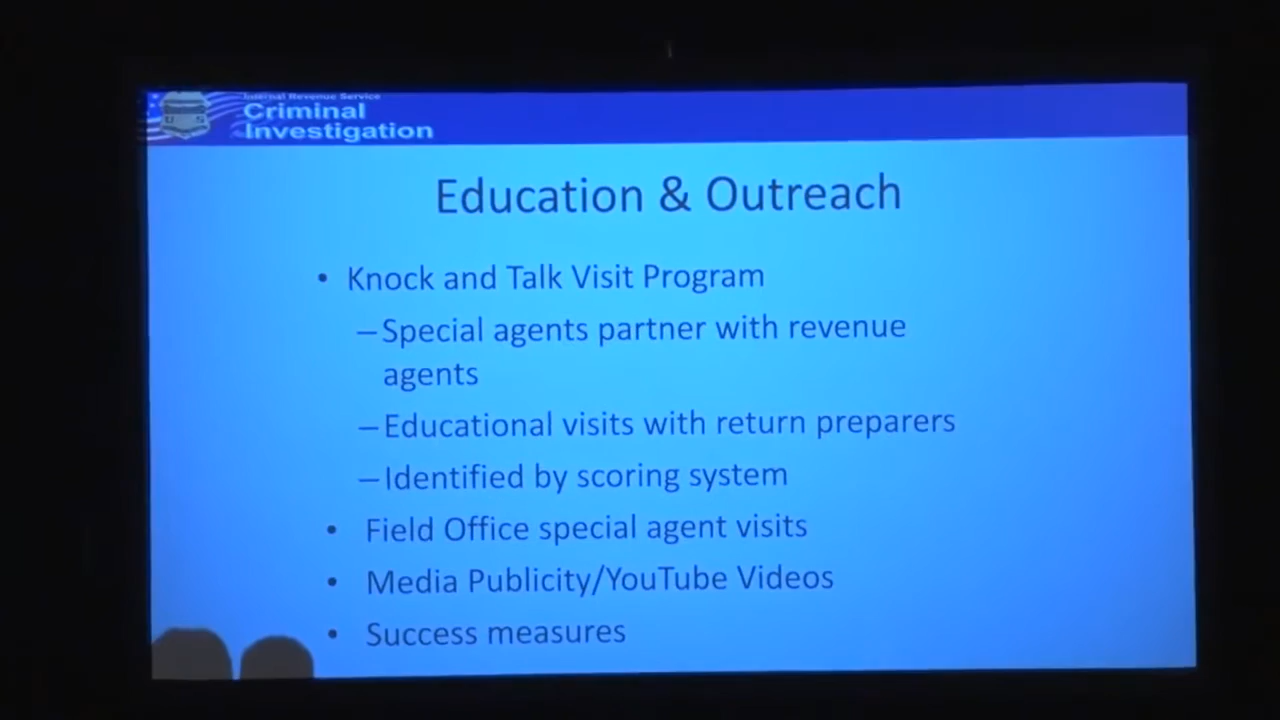 Internal Revenue Service
Criminal
Investigation
U S
Education & Outreach
• Knock and Talk Visit Program
–Special agents partner with revenue
agents
–Educational visits with return preparers
–Identified by scoring system
• Field Office special agent visits
• Media Publicity/YouTube Videos
• Success measures